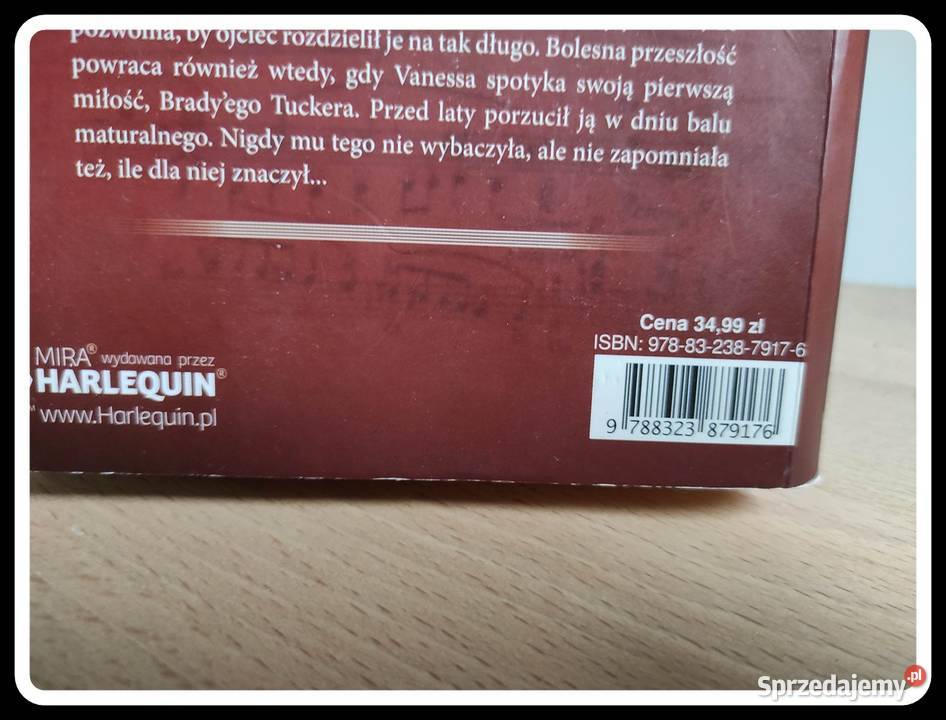 pozwoliła, by ojciec rozdzielił je na tak długo. Bolesna przeszłość
powraca również wtedy, gdy Vanessa spotyka swoją pierwszą
miłość, Brady'ego Tuckera. Przed laty porzucił ją w dniu balu
maturalnego. Nigdy mu tego nie wybaczyła, ale nie zapomniała
też, ile dla niej znaczył...
Cena 34,99 zł
ISBN: 978-83-238-7917-6
MIRA® wydawana przez
HARLEQUIN®
www.Harlequin.pl
9 788323 879176
Sprzedajemy.pl